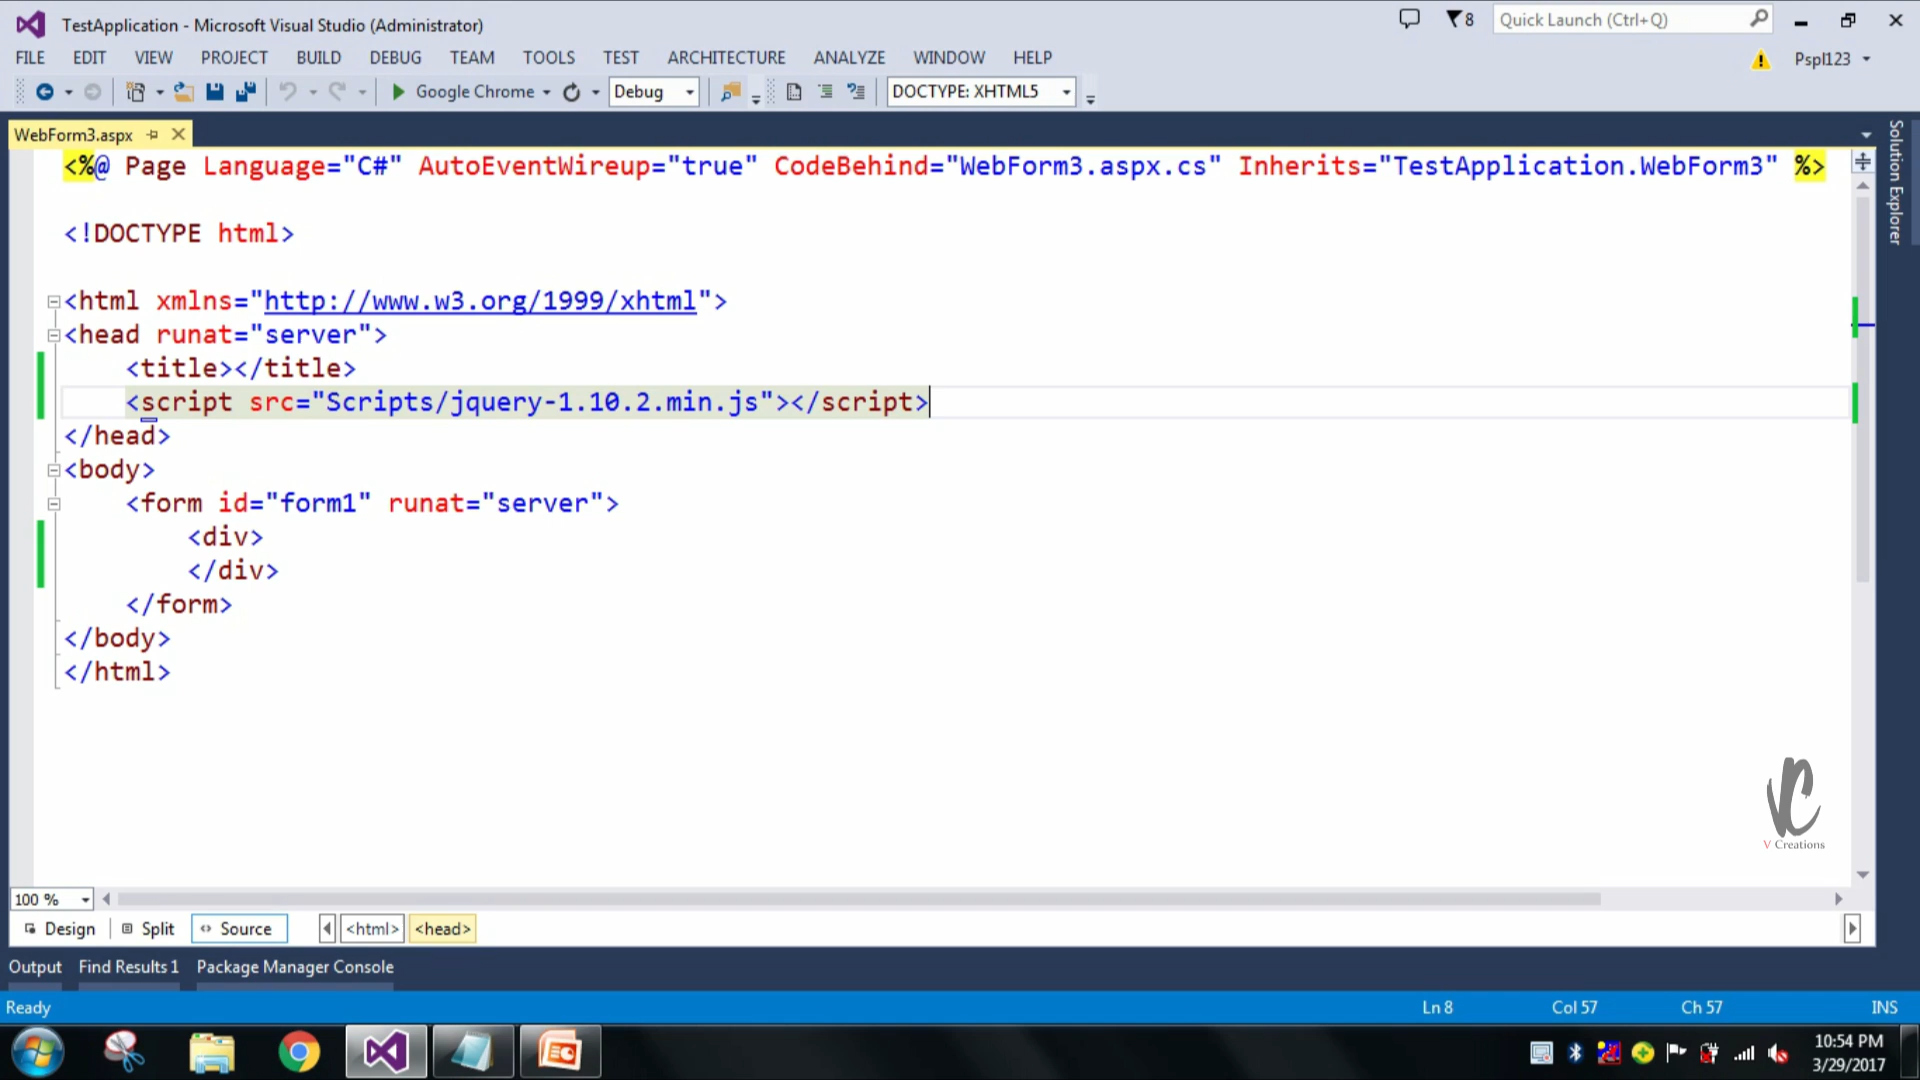 TestApplication - Microsoft Visual Studio (Administrator)
8
Quick Launch (Ctrl+Q)
FILE EDIT VIEW PROJECT BUILD DEBUG TEAM TOOLS TEST ARCHITECTURE ANALYZE WINDOW HELP
Pspl123
Google Chrome
Debug
DOCTYPE: XHTML5
WebForm3.aspx
Solution Explorer
<%@ Page Language="C#" AutoEventWireup="true" CodeBehind="WebForm3.aspx.cs" Inherits="TestApplication.WebForm3" %>
<!DOCTYPE html>
<html xmlns="http://www.w3.org/1999/xhtml">
<head runat="server">
<title></title>
<script src="Scripts/jquery-1.10.2.min.js"></script>
</head>
<body>
<form id="form1" runat="server">
<div>
</div>
</form>
</body>
</html>
VC
V Creations
100 %
Design Split Source <html> <head>
Output Find Results 1 Package Manager Console
Ready Ln 8 Col 57 Ch 57 INS
10:54 PM
3/29/2017